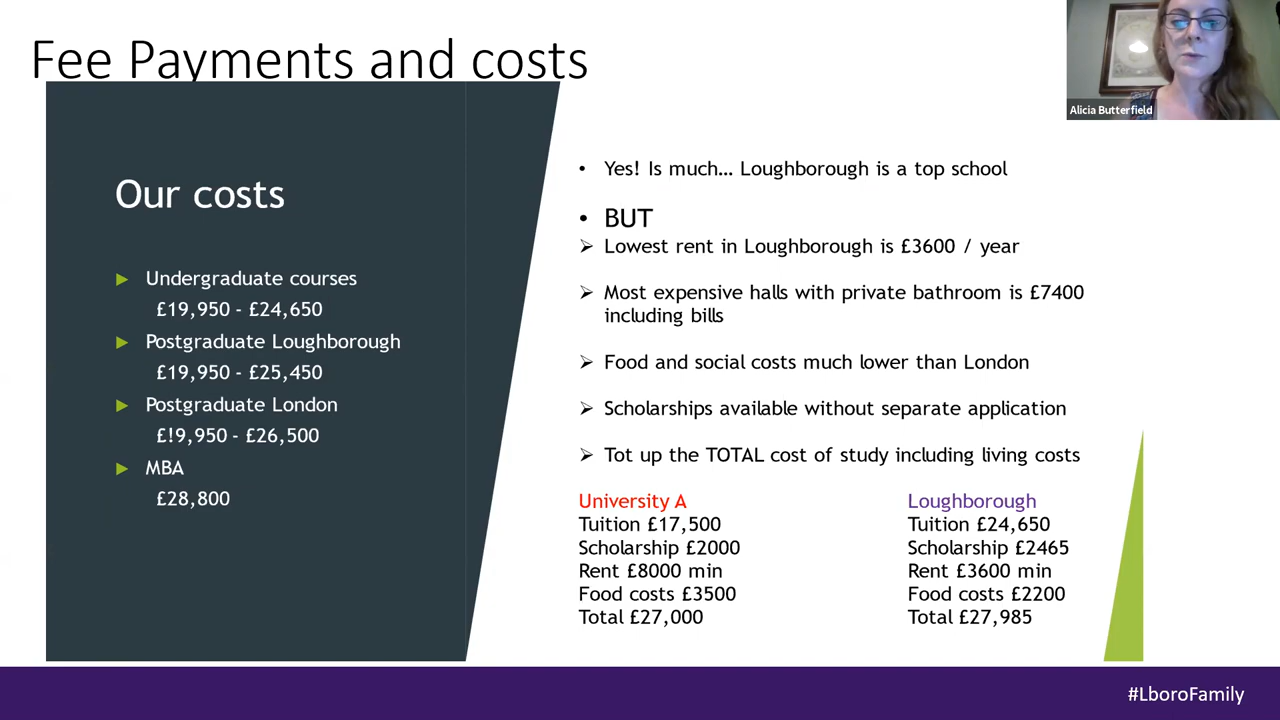 Fee Payments and costs
Alicia Butterfield
Our costs
Undergraduate courses
£19,950 - £24,650
Postgraduate Loughborough
£19,950 - £25,450
Postgraduate London
£!9,950 - £26,500
MBA
£28,800
• Yes! Is much… Loughborough is a top school
• BUT
➢ Lowest rent in Loughborough is £3600 / year
➢ Most expensive halls with private bathroom is £7400
including bills
➢ Food and social costs much lower than London
➢ Scholarships available without separate application
➢ Tot up the TOTAL cost of study including living costs
University A
Tuition £17,500
Scholarship £2000
Rent £8000 min
Food costs £3500
Total £27,000
Loughborough
Tuition £24,650
Scholarship £2465
Rent £3600 min
Food costs £2200
Total £27,985
#LboroFamily